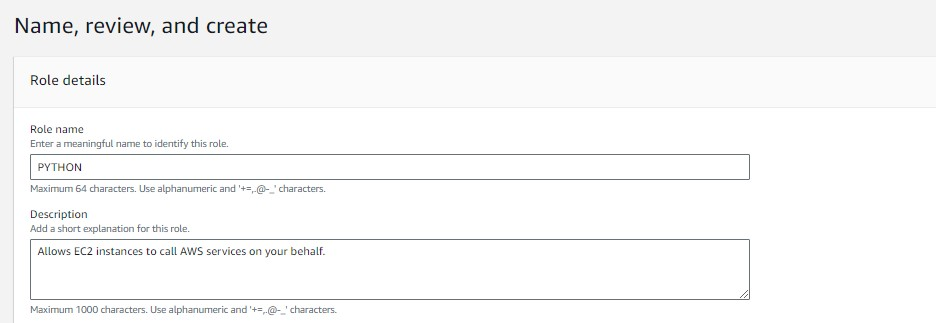 Name, review, and create
Role details
Role name
Enter a meaningful name to identify this role.
PYTHON
Maximum 64 characters. Use alphanumeric and '+=,.@-_' characters.
Description
Add a short explanation for this role.
Allows EC2 instances to call AWS services on your behalf.
Maximum 1000 characters. Use alphanumeric and '+=,.@-_' characters.